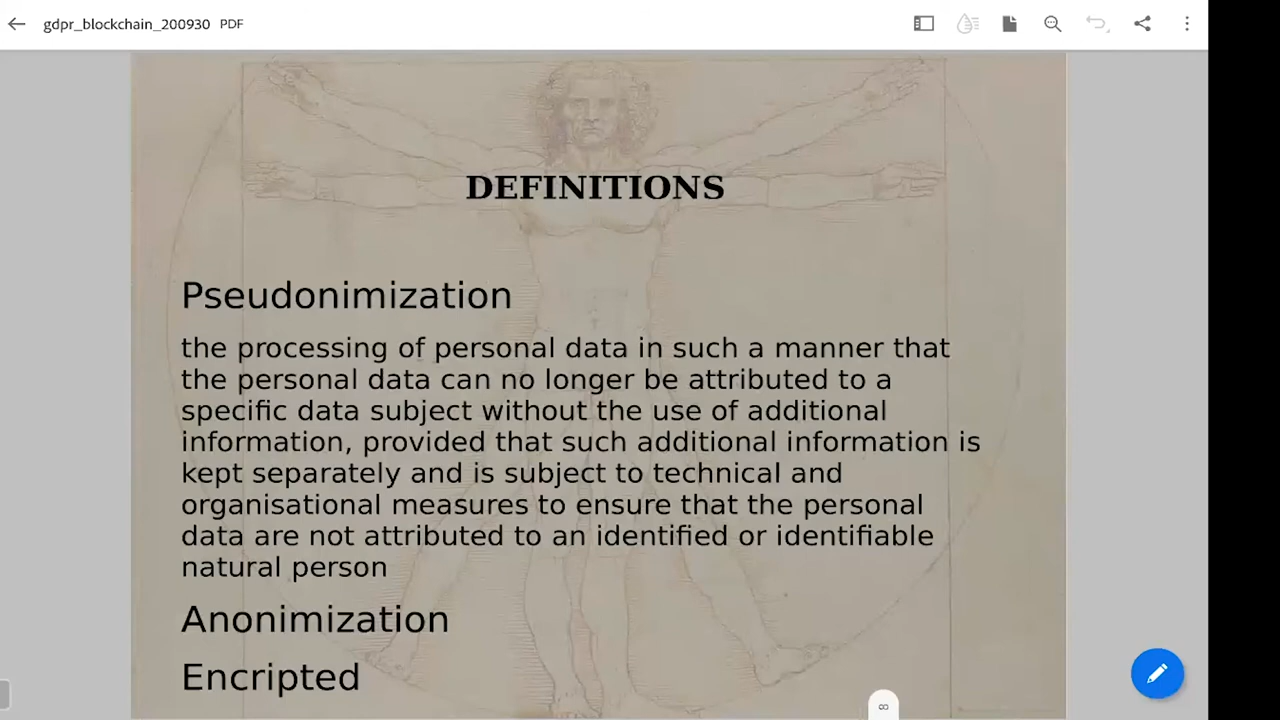 gdpr_blockchain_200930 PDF
DEFINITIONS
Pseudonimization
the processing of personal data in such a manner that
the personal data can no longer be attributed to a
specific data subject without the use of additional
information, provided that such additional information is
kept separately and is subject to technical and
organisational measures to ensure that the personal
data are not attributed to an identified or identifiable
natural person
Anonimization
Encripted
8